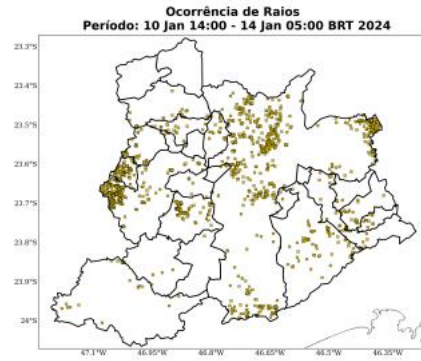 Ocorrência de Raios
Período: 10 Jan 14:00 - 14 Jan 05:00 BRT 2024
23.3°S
23.4°S
23.5°S
23.6°S
23.7°S
23.8°S
23.9°S
24°S
47.1°W 46.95°W 46.8°W 46.65°W 46.5°W 46.35°W